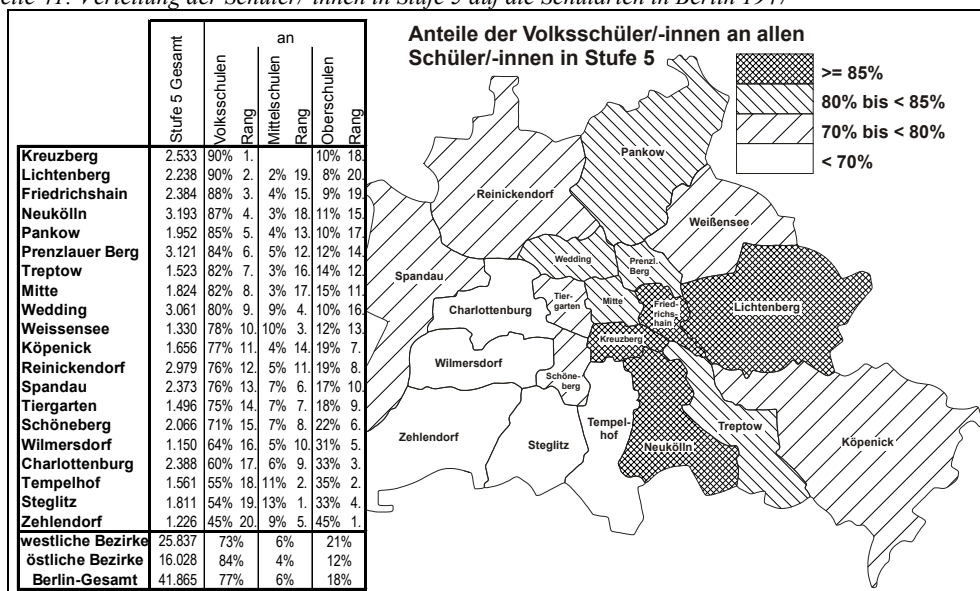 Verteilung der Schüler/-innen in Stufe 5 auf die Schularten in Berlin 1947
Stufe 5 Gesamt
an
Volksschulen
Rang
Mittelschulen
Rang
Oberschulen
Rang
Kreuzberg 2.533 90% 1. 10% 18.
Lichtenberg 2.238 90% 2. 2% 19. 8% 20.
Friedrichshain 2.384 88% 3. 4% 15. 9% 19.
Neukölln 3.193 87% 4. 3% 18. 11% 15.
Pankow 1.952 85% 5. 4% 13. 10% 17.
Prenzlauer Berg 3.121 84% 6. 5% 12. 12% 14.
Treptow 1.523 82% 7. 3% 16. 14% 12.
Mitte 1.824 82% 8. 3% 17. 15% 11.
Wedding 3.061 80% 9. 9% 4. 10% 16.
Weissensee 1.330 78% 10. 10% 3. 12% 13.
Köpenick 1.656 77% 11. 4% 14. 19% 7.
Reinickendorf 2.979 76% 12. 5% 11. 19% 8.
Spandau 2.373 76% 13. 7% 6. 17% 10.
Tiergarten 1.496 75% 14. 7% 7. 18% 9.
Schöneberg 2.066 71% 15. 7% 8. 22% 6.
Wilmersdorf 1.150 64% 16. 5% 10. 31% 5.
Charlottenburg 2.388 60% 17. 6% 9. 33% 3.
Tempelhof 1.561 55% 18. 11% 2. 35% 2.
Steglitz 1.811 54% 19. 13% 1. 33% 4.
Zehlendorf 1.226 45% 20. 9% 5. 45% 1.
westliche Bezirke 25.837 73% 6% 21%
östliche Bezirke 16.028 84% 4% 12%
Berlin-Gesamt 41.865 77% 6% 18%
Anteile der Volksschüler/-innen an allen
Schüler/-innen in Stufe 5
>= 85%
80% bis < 85%
70% bis < 80%
< 70%
Pankow
Reinickendorf
Weißensee
Wedding
Prenzl.
Berg
Spandau
Tier-
garten
Mitte
Fried-
richs-
hain
Lichtenberg
Charlottenburg
Kreuzberg
Wilmersdorf
Schöne-
berg
Zehlendorf
Steglitz
Tempel-
hof
Neukölln
Treptow
Köpenick